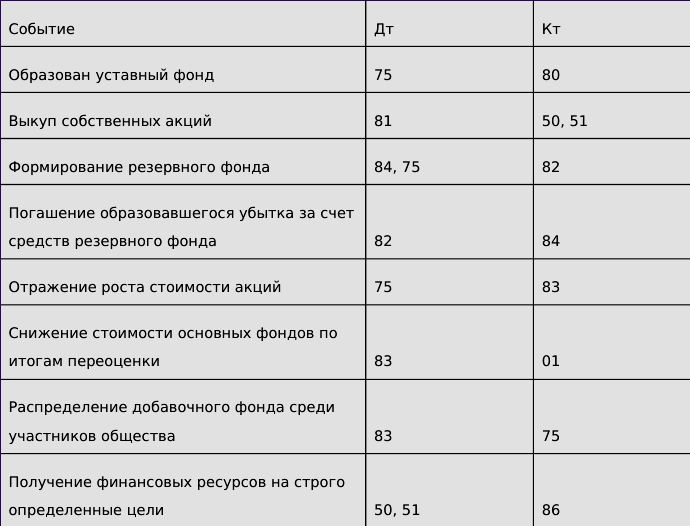 Событие Дт Кт
Образован уставный фонд 75 80
Выкуп собственных акций 81 50, 51
Формирование резервного фонда 84, 75 82
Погашение образовавшегося убытка за счет
средств резервного фонда 82 84
Отражение роста стоимости акций 75 83
Снижение стоимости основных фондов по
итогам переоценки 83 01
Распределение добавочного фонда среди
участников общества 83 75
Получение финансовых ресурсов на строго
определенные цели 50, 51 86